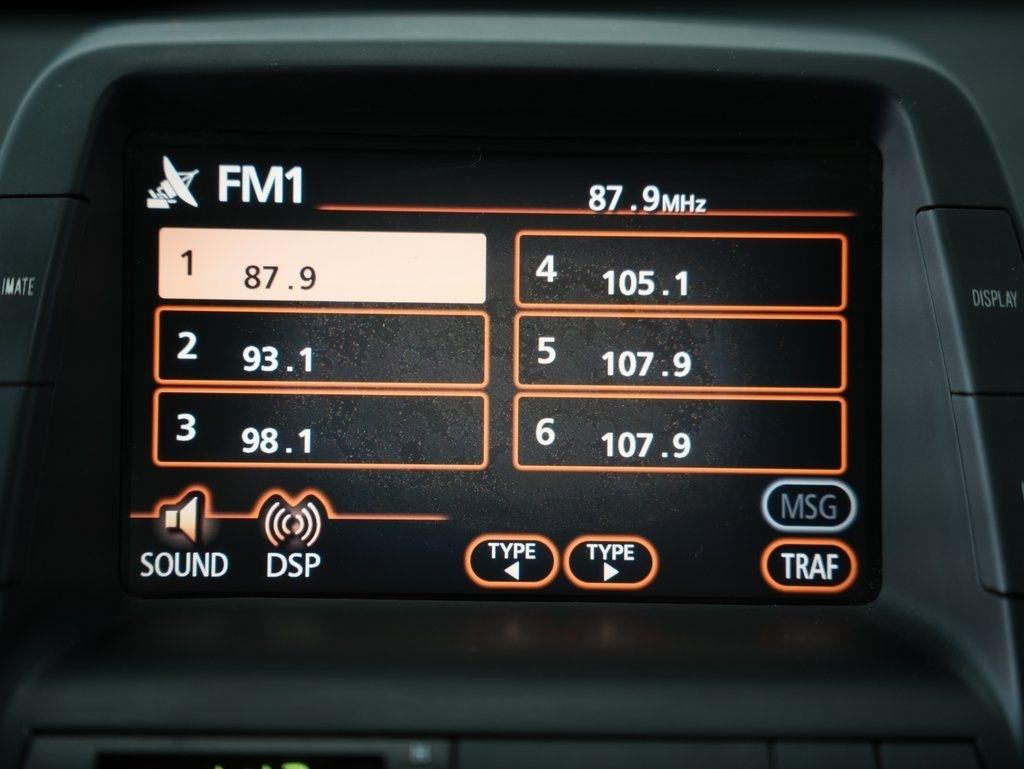 FM1
87.9MHz
1 87.9
4 105.1
2 93.1
5 107.9
3 98.1
6 107.9
MSG
SOUND
DSP
TYPE
TYPE
TRAF
IMATE
DISPLAY